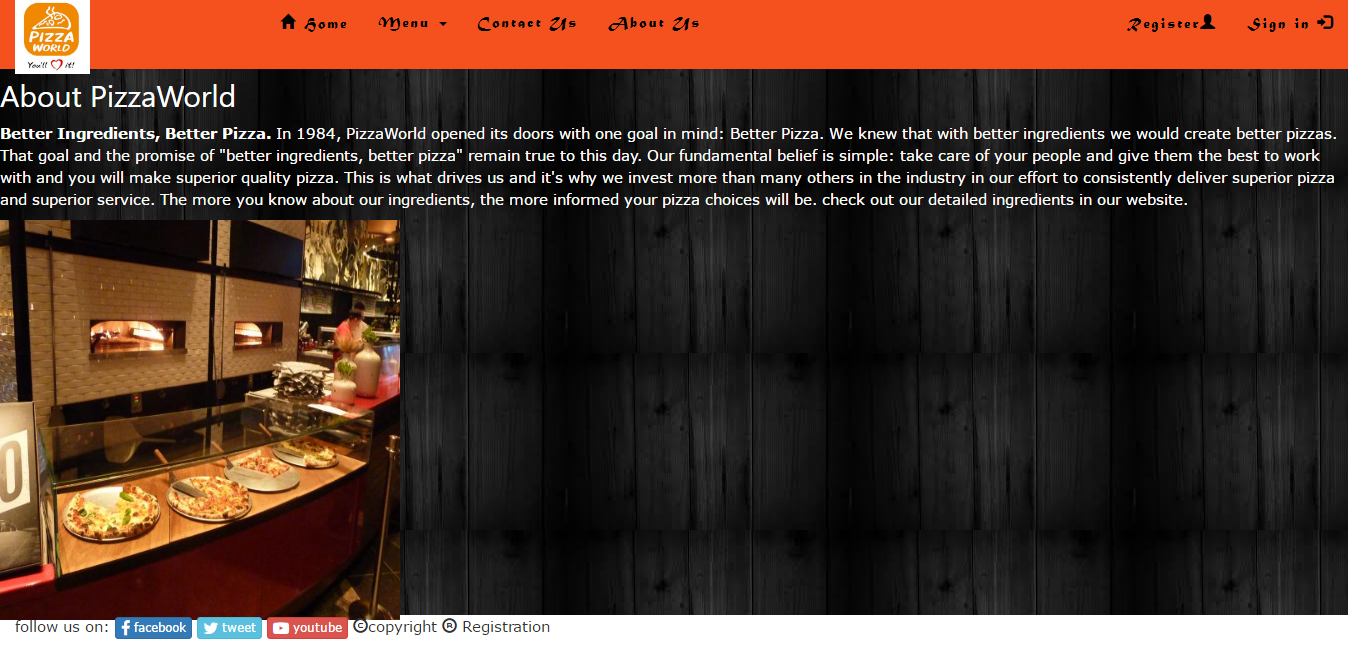 PIZZA
WORLD
You'll it!
Home Menu Contact Us About Us Register Sign in
About PizzaWorld
Better Ingredients, Better Pizza. In 1984, PizzaWorld opened its doors with one goal in mind: Better Pizza. We knew that with better ingredients we would create better pizzas.
That goal and the promise of "better ingredients, better pizza" remain true to this day. Our fundamental belief is simple: take care of your people and give them the best to work
with and you will make superior quality pizza. This is what drives us and it's why we invest more than many others in the industry in our effort to consistently deliver superior pizza
and superior service. The more you know about our ingredients, the more informed your pizza choices will be. check out our detailed ingredients in our website.
follow us on: facebook tweet youtube ©copyright ® Registration